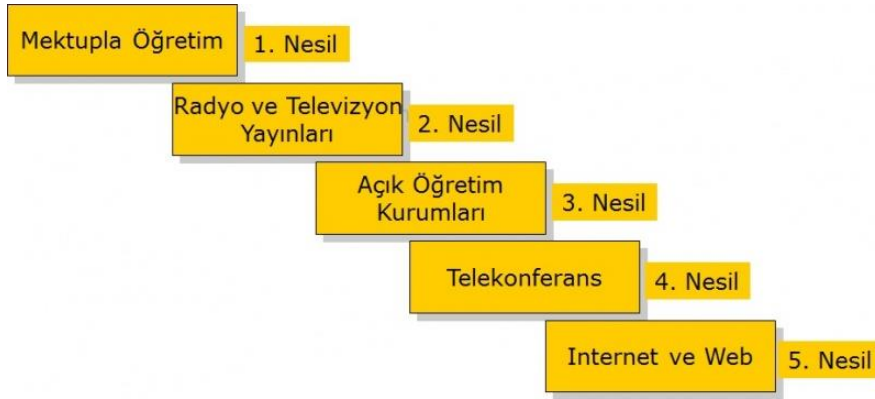 Mektupla Öğretim
1. Nesil
Radyo ve Televizyon
Yayınları
2. Nesil
Açık Öğretim
Kurumları
3. Nesil
Telekonferans
4. Nesil
Internet ve Web
5. Nesil